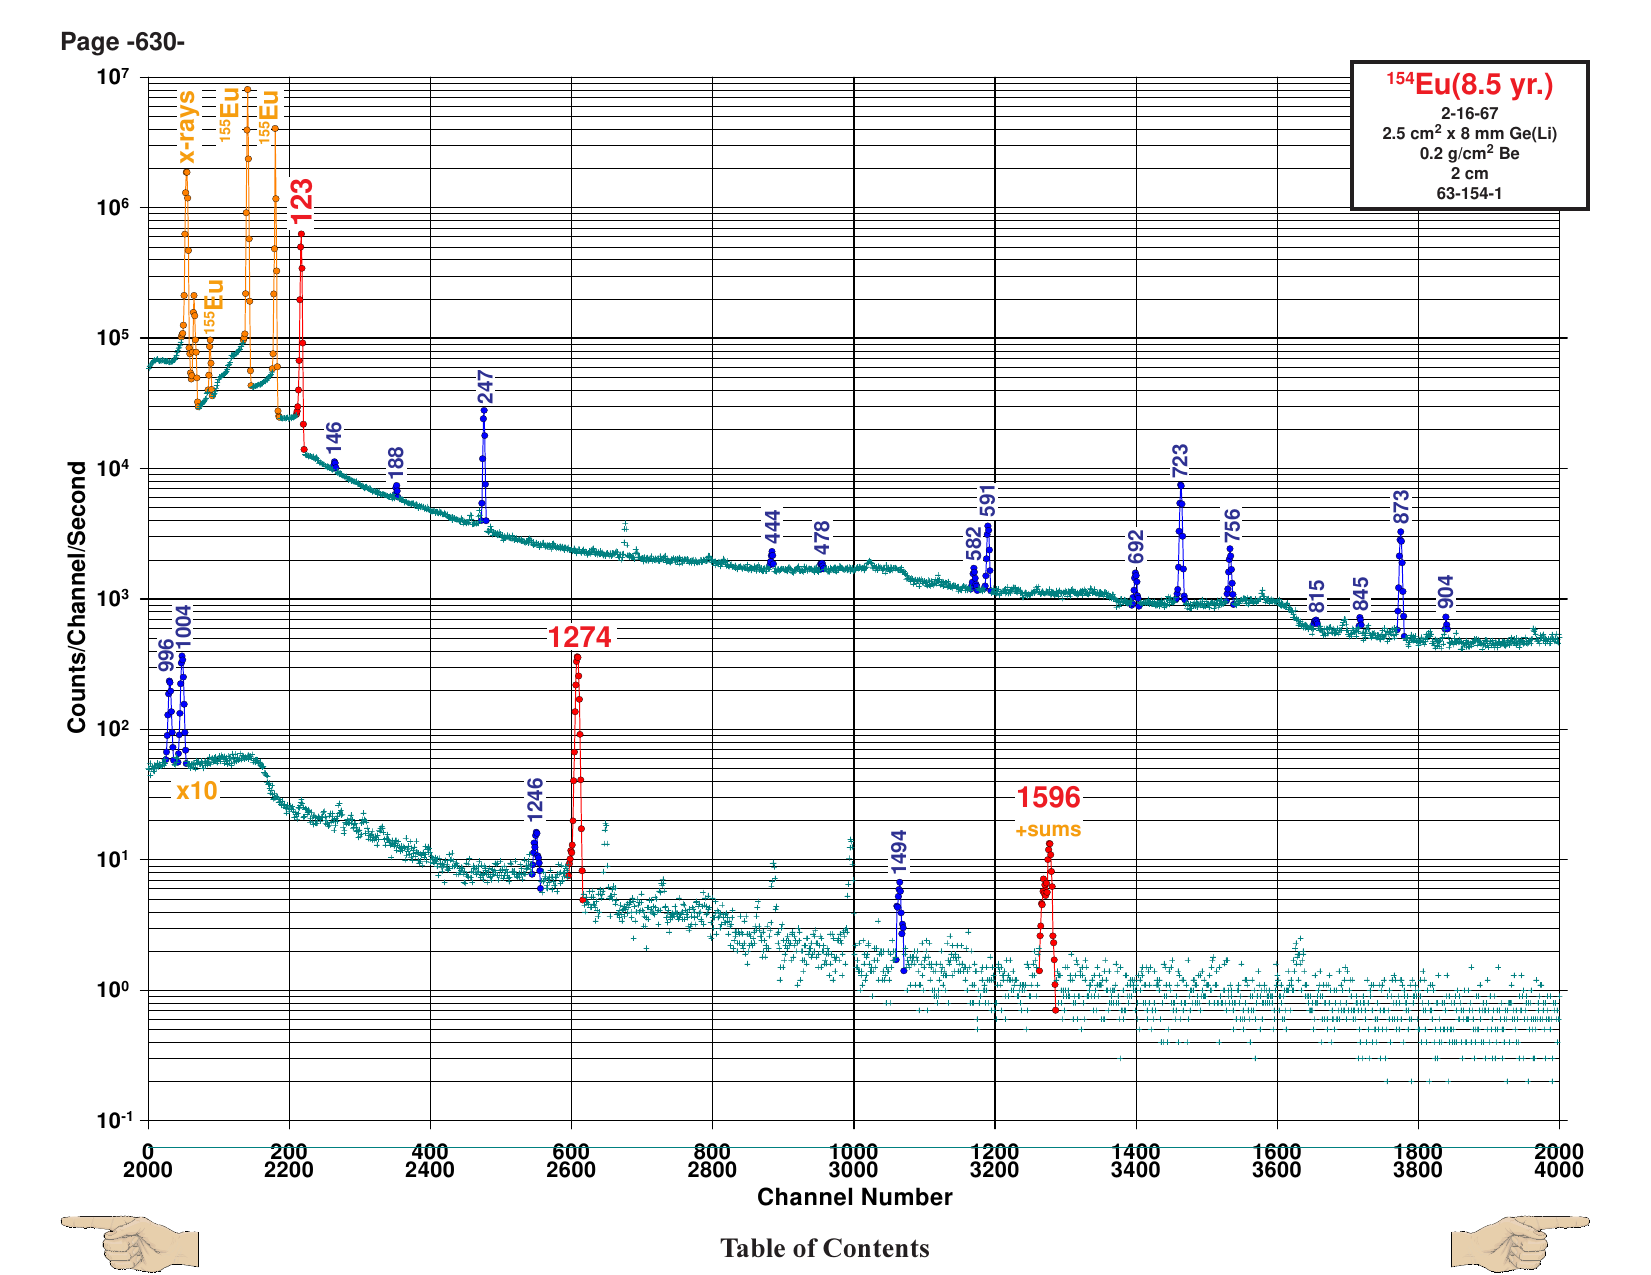 Page -630-
¹⁵⁴Eu(8.5 yr.)
2-16-67
2.5 cm² x 8 mm Ge(Li)
0.2 g/cm² Be
2 cm
63-154-1
Counts/Channel/Second
10⁷
10⁶
10⁵
10⁴
10³
10²
10¹
10⁰
10⁻¹
x-rays
¹⁵⁵Eu
¹⁵⁵Eu
¹⁵⁵Eu
123
146
188
247
444
478
582
591
692
723
756
815
845
873
904
996
1004
x10
1246
1274
1494
1596
+sums
0 200 400 600 800 1000 1200 1400 1600 1800 2000
2000 2200 2400 2600 2800 3000 3200 3400 3600 3800 4000
Channel Number
Table of Contents